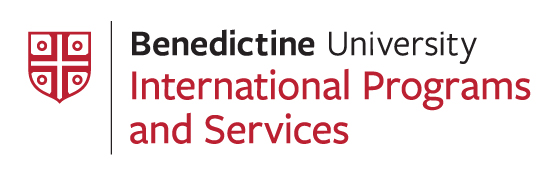 Benedictine University
International Programs
and Services